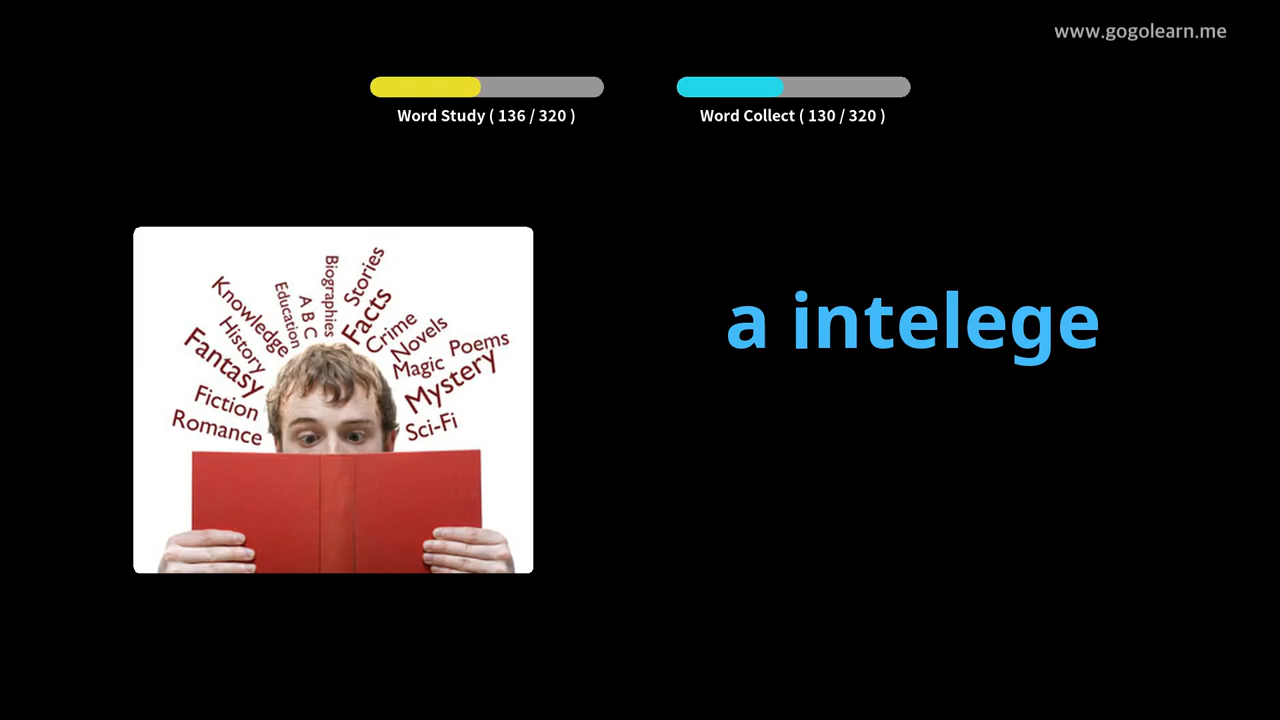 www.gogolearn.me
Word Study ( 136 / 320 )
Word Collect ( 130 / 320 )
Biographies
Stories
Education
A B C
Facts
Knowledge
Crime
History
Novels
Fantasy
Magic
Poems
Fiction
Mystery
Romance
Sci-Fi
a intelege